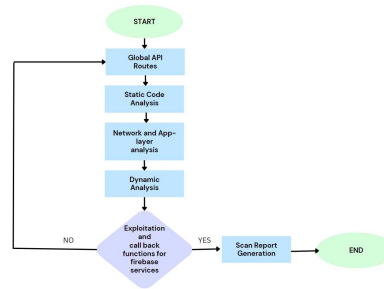 START
Global API
Routes
Static Code
Analysis
Network and App-
layer
analysis
Dynamic
Analysis
Exploitation
and
call back
functions for
firebase
services
NO
YES
Scan Report
Generation
END